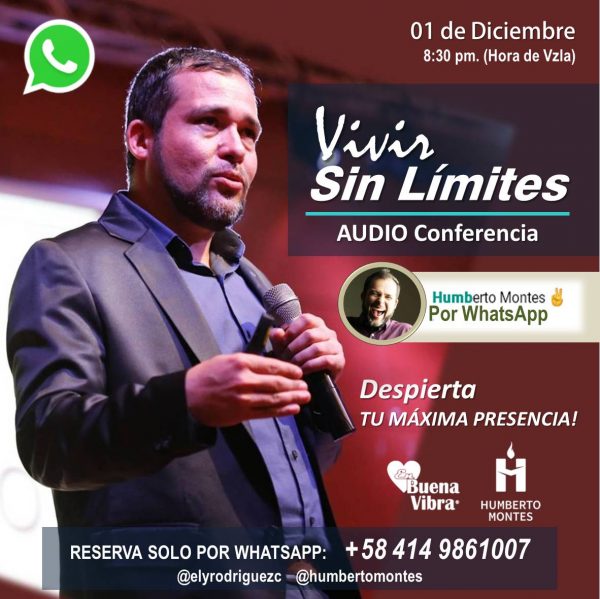 01 de Diciembre
8:30 pm. (Hora de Vzla)
Vivir
Sin Límites
AUDIO Conferencia
Humberto Montes ✌
Por WhatsApp
Despierta
TU MÁXIMA PRESENCIA!
En
Buena
Vibra®
HUMBERTO
MONTES
RESERVA SOLO POR WHATSAPP: +58 414 9861007
@elyrodriguezc @humbertomontes